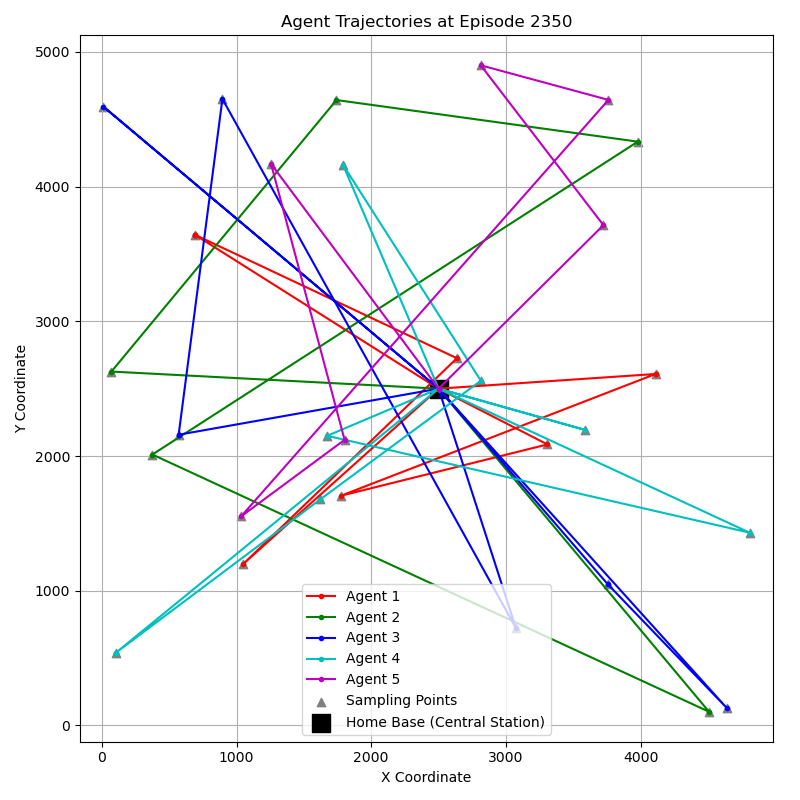 Agent Trajectories at Episode 2350
5000
4000
3000
2000
1000
0
Y Coordinate
Agent 1
Agent 2
Agent 3
Agent 4
Agent 5
Sampling Points
Home Base (Central Station)
0 1000 2000 3000 4000
X Coordinate